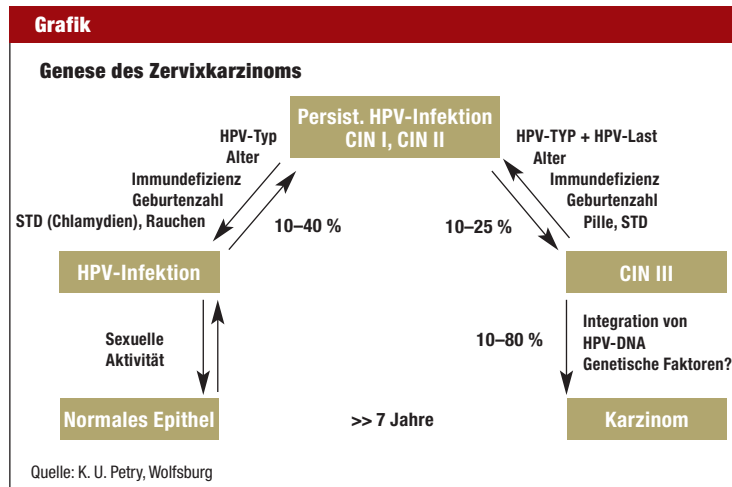 Grafik
Genese des Zervixkarzinoms
Persist. HPV-Infektion
CIN I, CIN II
HPV-Typ
Alter
Immundefizienz
Geburtenzahl
STD (Chlamydien), Rauchen
10–40 %
HPV-TYP + HPV-Last
Alter
Immundefizienz
Geburtenzahl
Pille, STD
10–25 %
HPV-Infektion
CIN III
Sexuelle
Aktivität
10–80 %
Integration von
HPV-DNA
Genetische Faktoren?
Normales Epithel
>> 7 Jahre
Karzinom
Quelle: K. U. Petry, Wolfsburg